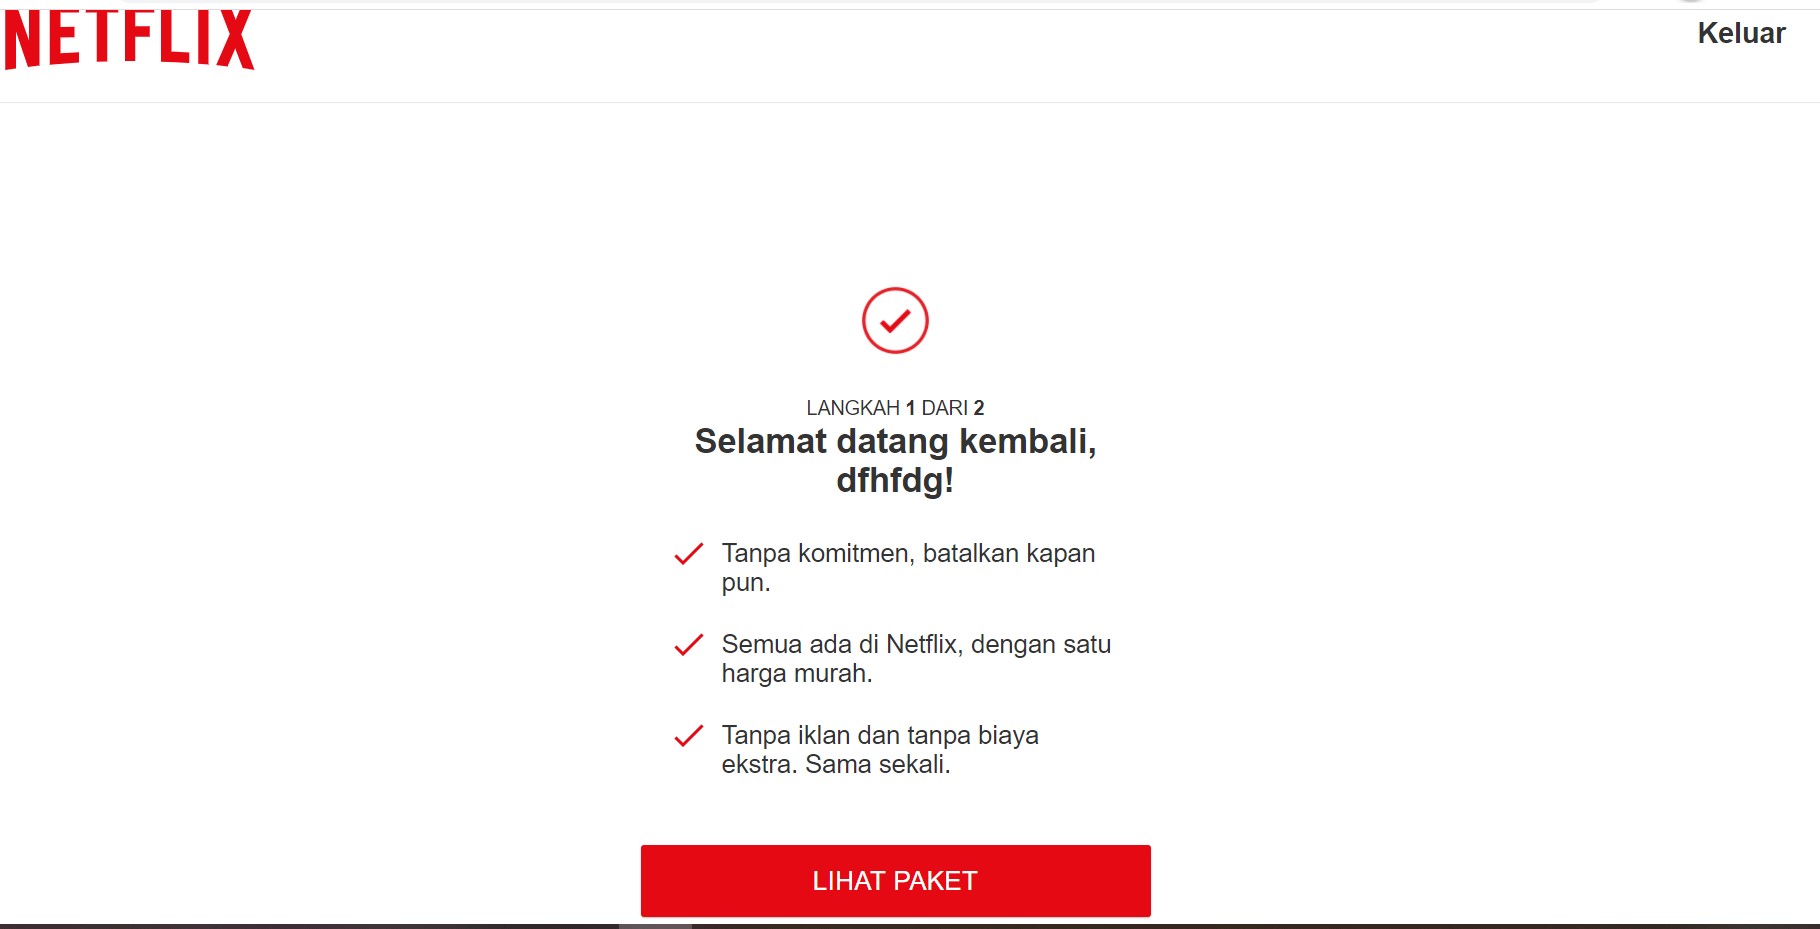 NETFLIX
Keluar
LANGKAH 1 DARI 2
Selamat datang kembali,
dfhfdg!
Tanpa komitmen, batalkan kapan
pun.
Semua ada di Netflix, dengan satu
harga murah.
Tanpa iklan dan tanpa biaya
ekstra. Sama sekali.
LIHAT PAKET